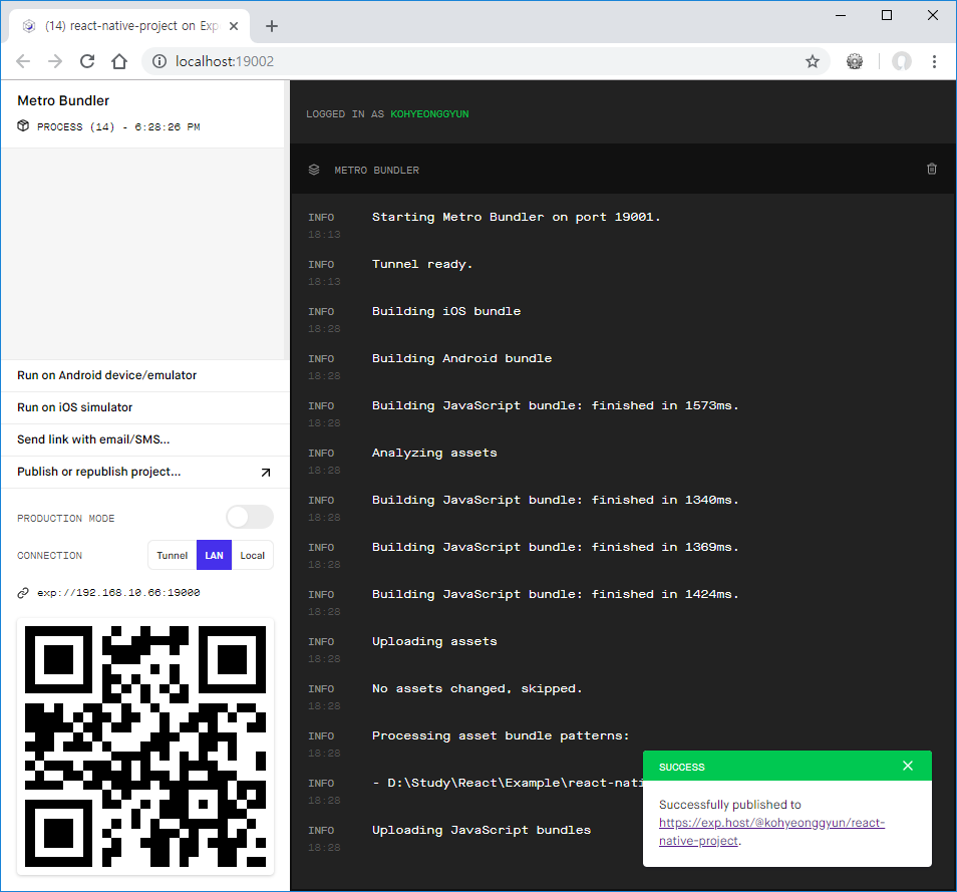 (14) react-native-project on Exp
localhost:19002
Metro Bundler
PROCESS (14) - 6:28:26 PM
Run on Android device/emulator
Run on iOS simulator
Send link with email/SMS...
Publish or republish project...
PRODUCTION MODE
CONNECTION Tunnel LAN Local
exp://192.168.10.66:19000
LOGGED IN AS KOHYEONGGYUN
METRO BUNDLER
INFO Starting Metro Bundler on port 19001.
18:13
INFO Tunnel ready.
18:13
INFO Building iOS bundle
18:28
INFO Building Android bundle
18:28
INFO Building JavaScript bundle: finished in 1573ms.
18:28
INFO Analyzing assets
18:28
INFO Building JavaScript bundle: finished in 1340ms.
18:28
INFO Building JavaScript bundle: finished in 1369ms.
18:28
INFO Building JavaScript bundle: finished in 1424ms.
18:28
INFO Uploading assets
18:28
INFO No assets changed, skipped.
18:28
INFO Processing asset bundle patterns:
18:28
INFO - D:\Study\React\Example\react-nati
18:28
INFO Uploading JavaScript bundles
18:28
SUCCESS
Successfully published to
https://exp.host/@kohyeonggyun/react-
native-project.